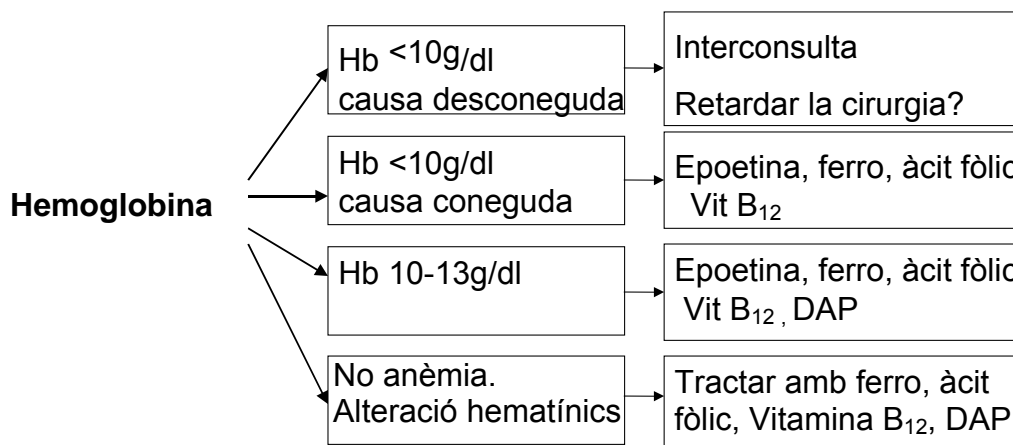 Hemoglobina
Hb <10g/dl
causa desconeguda
Interconsulta
Retardar la cirurgia?
Hb <10g/dl
causa coneguda
Epoetina, ferro, àcit fòlic
Vit B₁₂
Hb 10-13g/dl
Epoetina, ferro, àcit fòlic
Vit B₁₂ , DAP
No anèmia.
Alteració hematínics
Tractar amb ferro, àcit
fòlic, Vitamina B₁₂, DAP